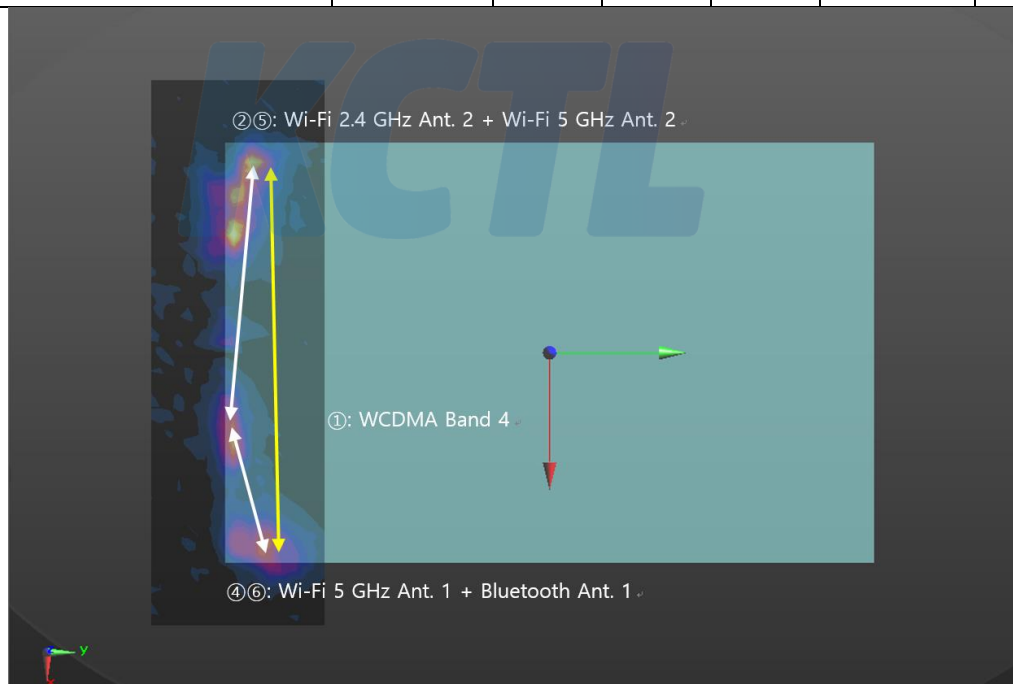 KCTL
②⑤: Wi-Fi 2.4 GHz Ant. 2 + Wi-Fi 5 GHz Ant. 2
①: WCDMA Band 4
④⑥: Wi-Fi 5 GHz Ant. 1 + Bluetooth Ant. 1
y
x